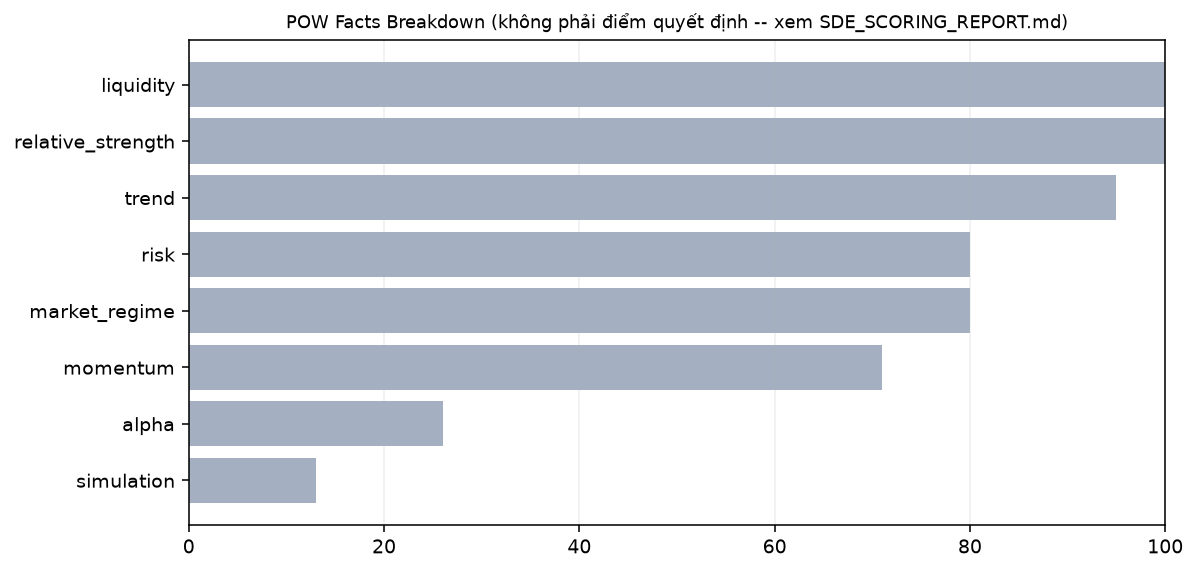 POW Facts Breakdown (không phải điểm quyết định -- xem SDE_SCORING_REPORT.md)
liquidity
relative_strength
trend
risk
market_regime
momentum
alpha
simulation
0 20 40 60 80 100